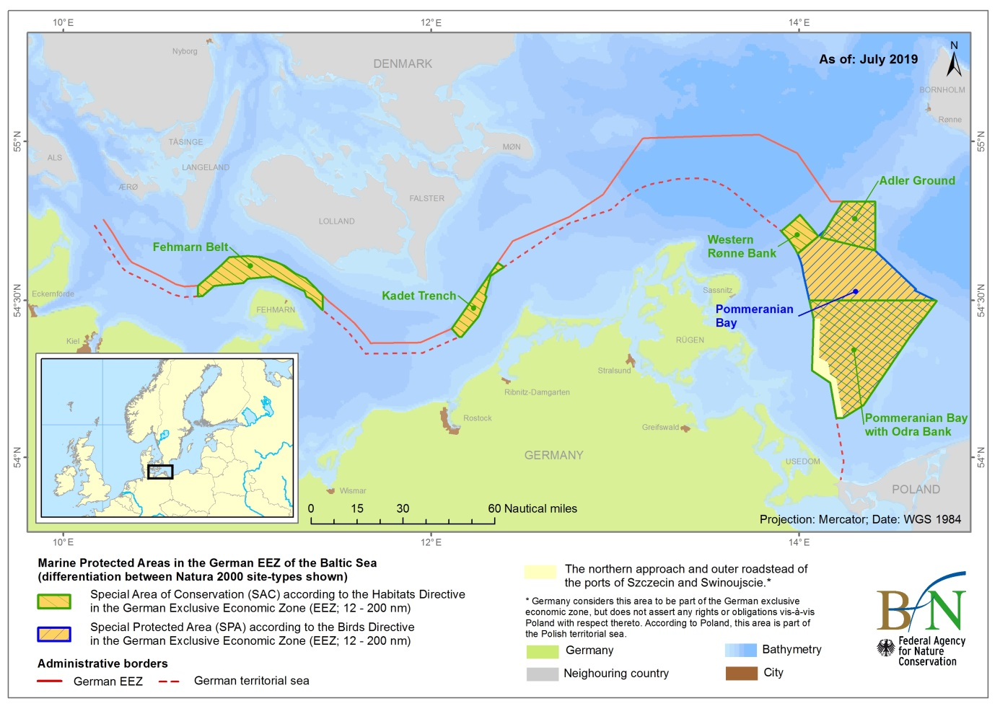 10°E
12°E
14°E
N
As of: July 2019
Nyborg
DENMARK
BORNHOLM
Rønne
TÅSINGE
55°N
55°N
MØN
ALS
LANGELAND
ÆRØ
FALSTER
Adler Ground
LOLLAND
Western
Rønne Bank
Fehmarn Belt
Kadet Trench
Eckernförde
Sassnitz
54°30'N
54°30'N
FEHMARN
Pommeranian
Bay
Kiel
RÜGEN
Stralsund
Ribnitz-Damgarten
Rostock
Greifswald
Pommeranian Bay
with Odra Bank
GERMANY
USEDOM
54°N
54°N
Wismar
POLAND
0 15 30 60 Nautical miles
Projection: Mercator; Date: WGS 1984
10°E
12°E
14°E
Marine Protected Areas in the German EEZ of the Baltic Sea
(differentiation between Natura 2000 site-types shown)
Special Area of Conservation (SAC) according to the Habitats Directive
in the German Exclusive Economic Zone (EEZ; 12 - 200 nm)
Special Protected Area (SPA) according to the Birds Directive
in the German Exclusive Economic Zone (EEZ; 12 - 200 nm)
Administrative borders
German EEZ
German territorial sea
The northern approach and outer roadstead of
the ports of Szczecin and Swinoujscie.*
* Germany considers this area to be part of the German exclusive
economic zone, but does not assert any rights or obligations vis-à-vis
Poland with respect thereto. According to Poland, this area is part of
the Polish territorial sea.
Germany
Bathymetry
Neighouring country
City
BfN
Federal Agency
for Nature
Conservation